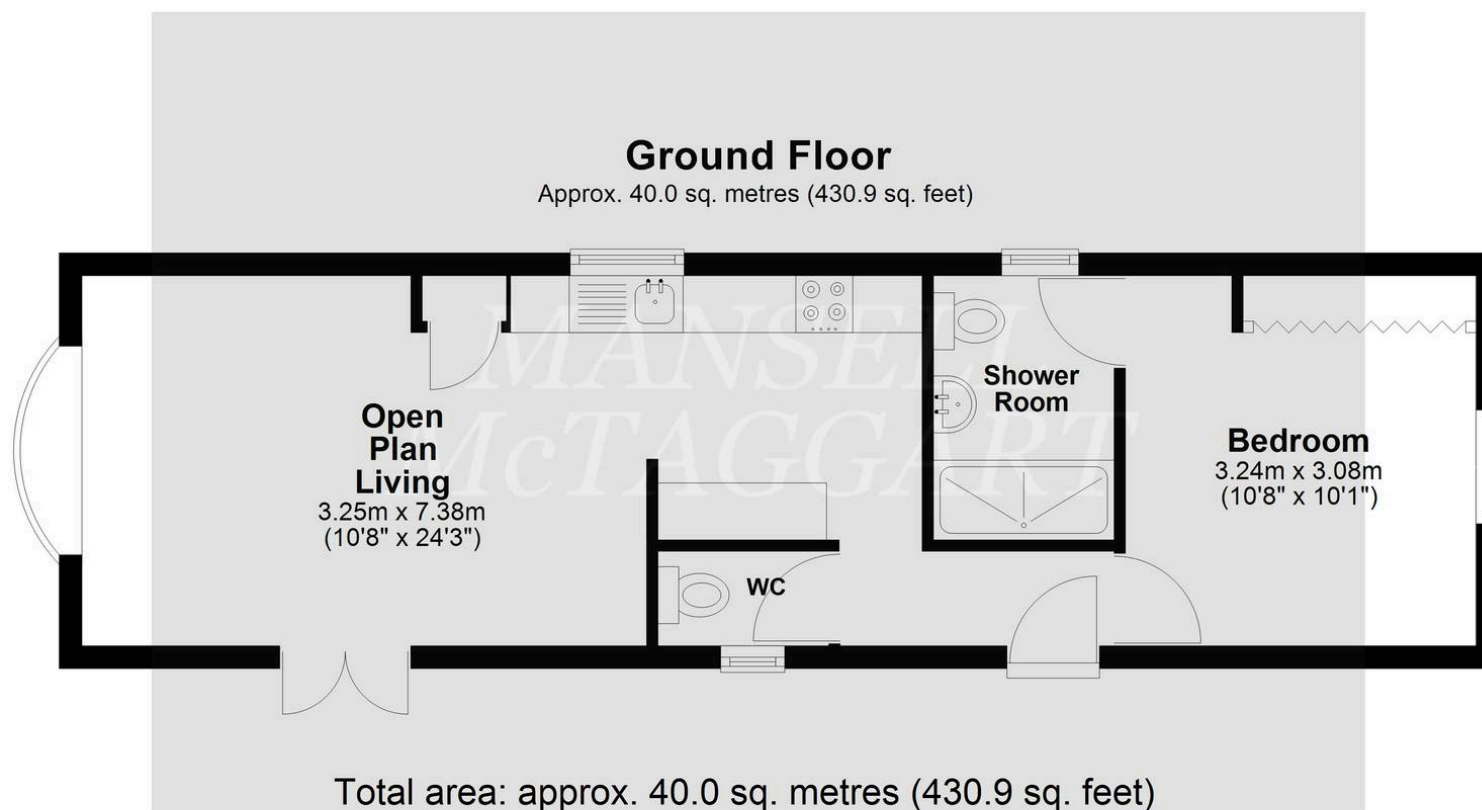 Ground Floor
Approx. 40.0 sq. metres (430.9 sq. feet)
MANSELL
McTAGGART
Open
Plan
Living
3.25m x 7.38m
(10'8" x 24'3")
Shower
Room
Bedroom
3.24m x 3.08m
(10'8" x 10'1")
WC
Total area: approx. 40.0 sq. metres (430.9 sq. feet)